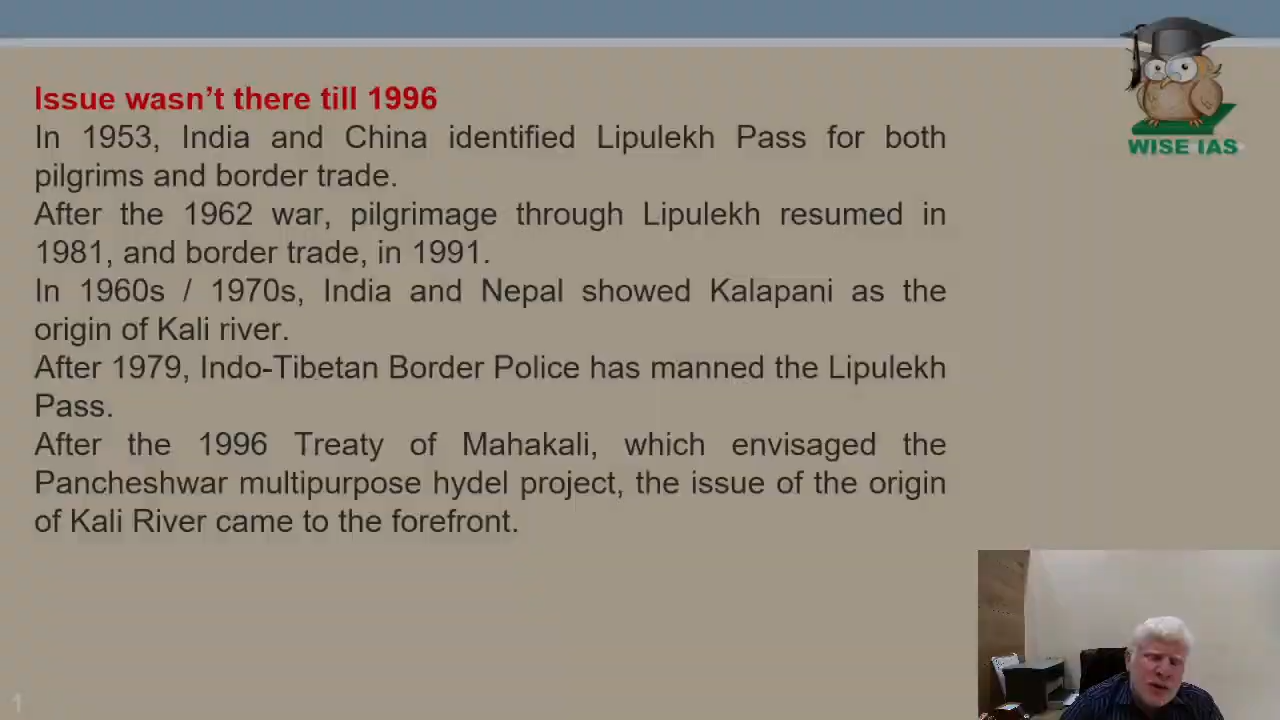 Issue wasn't there till 1996
In 1953, India and China identified Lipulekh Pass for both
pilgrims and border trade.
After the 1962 war, pilgrimage through Lipulekh resumed in
1981, and border trade, in 1991.
In 1960s / 1970s, India and Nepal showed Kalapani as the
origin of Kali river.
After 1979, Indo-Tibetan Border Police has manned the Lipulekh
Pass.
After the 1996 Treaty of Mahakali, which envisaged the
Pancheshwar multipurpose hydel project, the issue of the origin
of Kali River came to the forefront.
WISE IAS
1